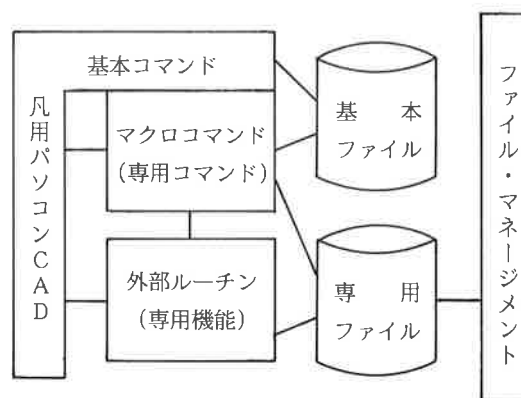 基本コマンド
凡用パソコンCAD
マクロコマンド
(専用コマンド)
外部ルーチン
(専用機能)
基 本
ファイル
専 用
ファイル
ファイル・マネージメント